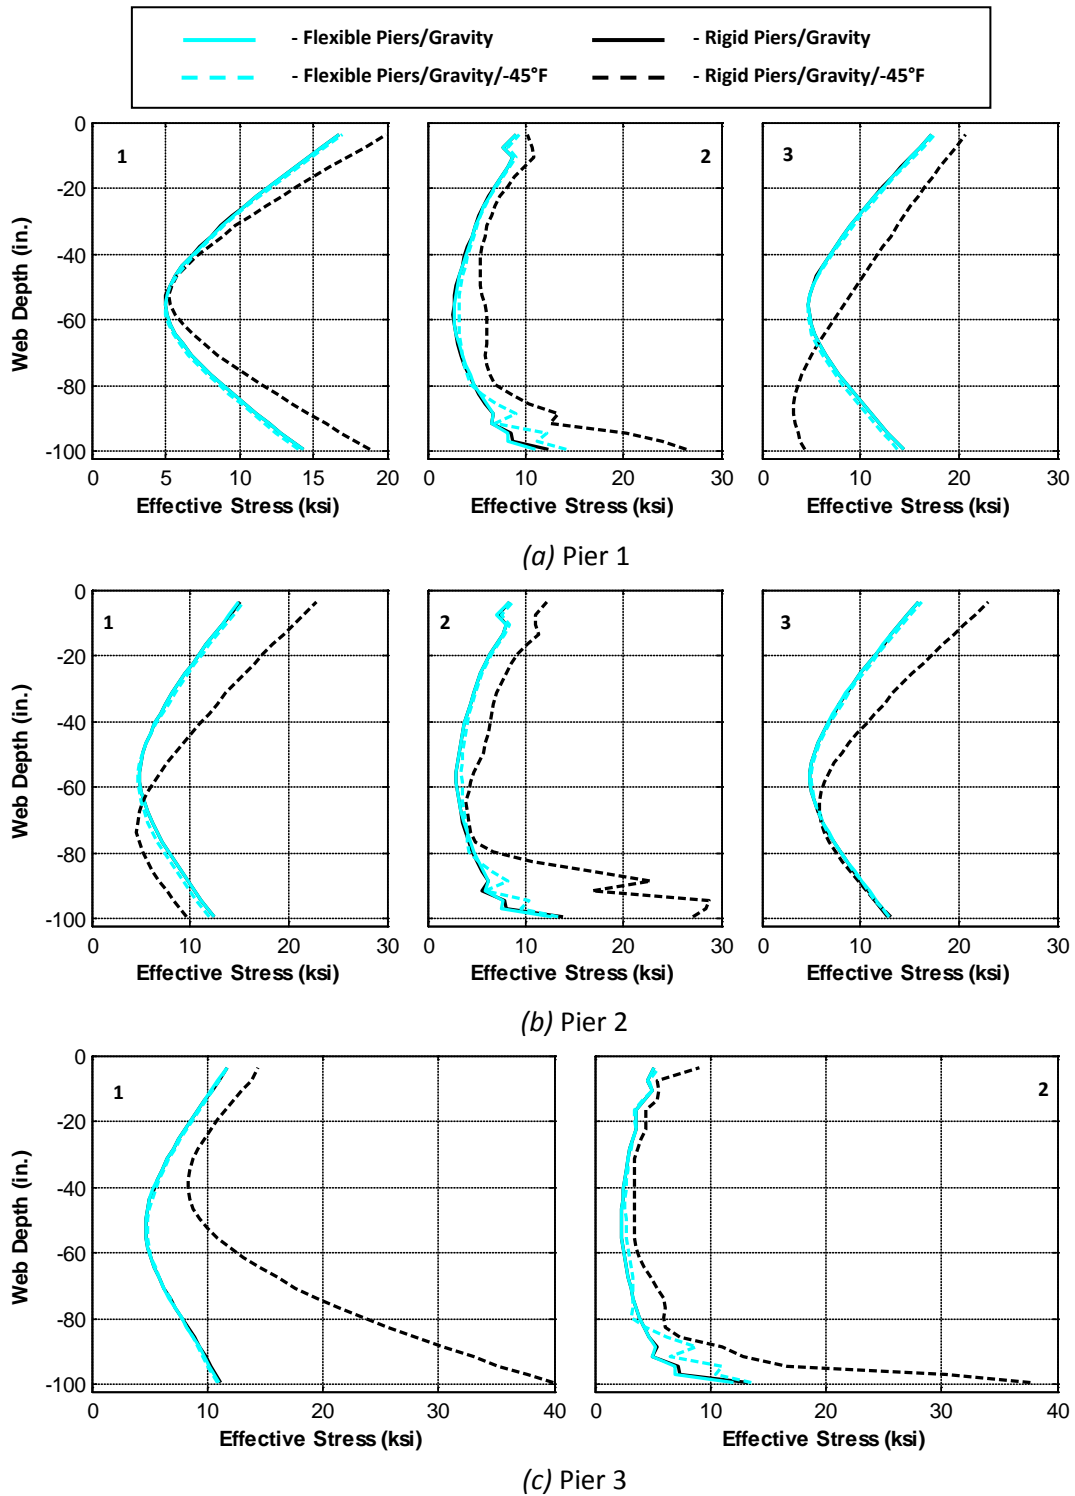 - Flexible Piers/Gravity - Rigid Piers/Gravity
- Flexible Piers/Gravity/-45°F - Rigid Piers/Gravity/-45°F
Web Depth (in.)
0
-20
-40
-60
-80
-100
1
0 5 10 15 20
Effective Stress (ksi)
2
0 10 20 30
Effective Stress (ksi)
3
0 10 20 30
Effective Stress (ksi)
(a) Pier 1
Web Depth (in.)
0
-20
-40
-60
-80
-100
1
0 10 20 30
Effective Stress (ksi)
2
0 10 20 30
Effective Stress (ksi)
3
0 10 20 30
Effective Stress (ksi)
(b) Pier 2
Web Depth (in.)
0
-20
-40
-60
-80
-100
1
0 10 20 30 40
Effective Stress (ksi)
2
0 10 20 30 40
Effective Stress (ksi)
(c) Pier 3